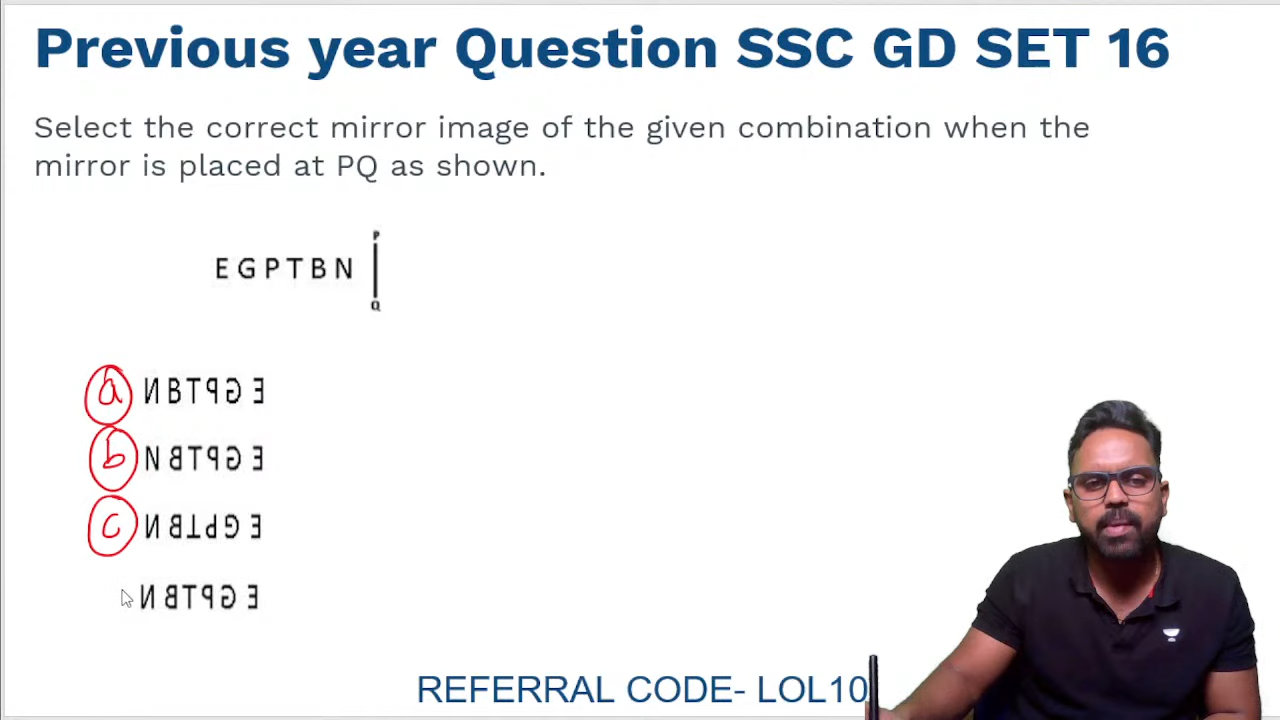 Previous year Question SSC GD SET 16
Select the correct mirror image of the given combination when the
mirror is placed at PQ as shown.
P
E G P T B N
Q
a И B T ꟼ Ꭾ Ǝ
b N ᗺ T ꟼ Ꭾ Ǝ
c И ᗺ ⊥ d Ꭾ Ǝ
И ᗺ T ꟼ Ꭾ Ǝ
REFERRAL CODE- LOL10